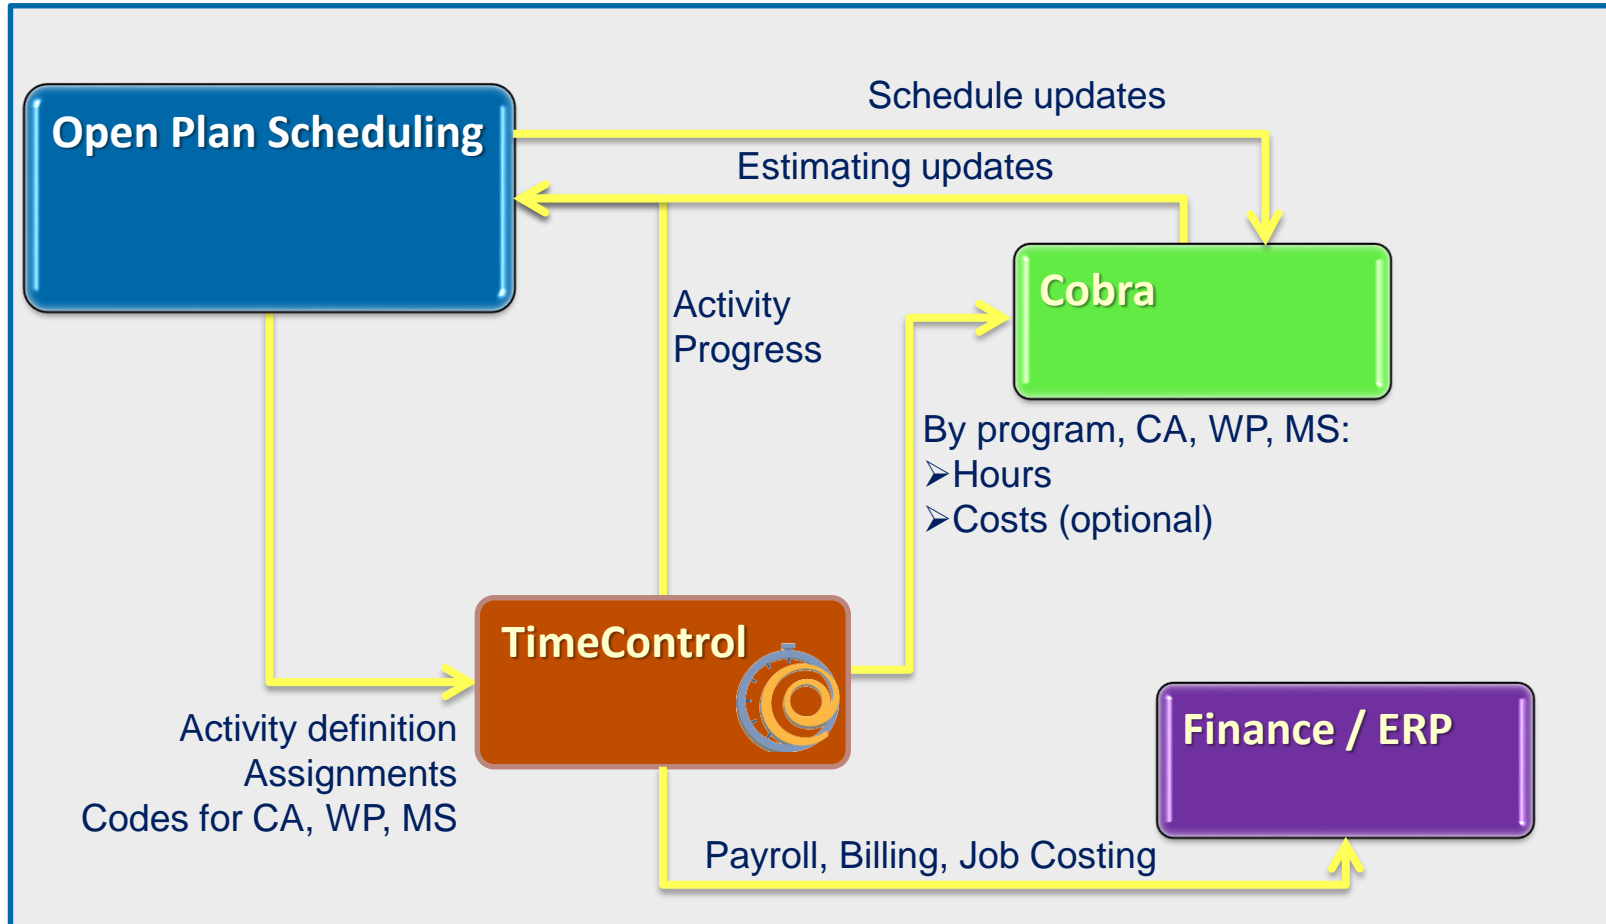 Schedule updates
Open Plan Scheduling
Estimating updates
Cobra
Activity
Progress
By program, CA, WP, MS:
➢Hours
➢Costs (optional)
TimeControl
Activity definition
Assignments
Codes for CA, WP, MS
Finance / ERP
Payroll, Billing, Job Costing